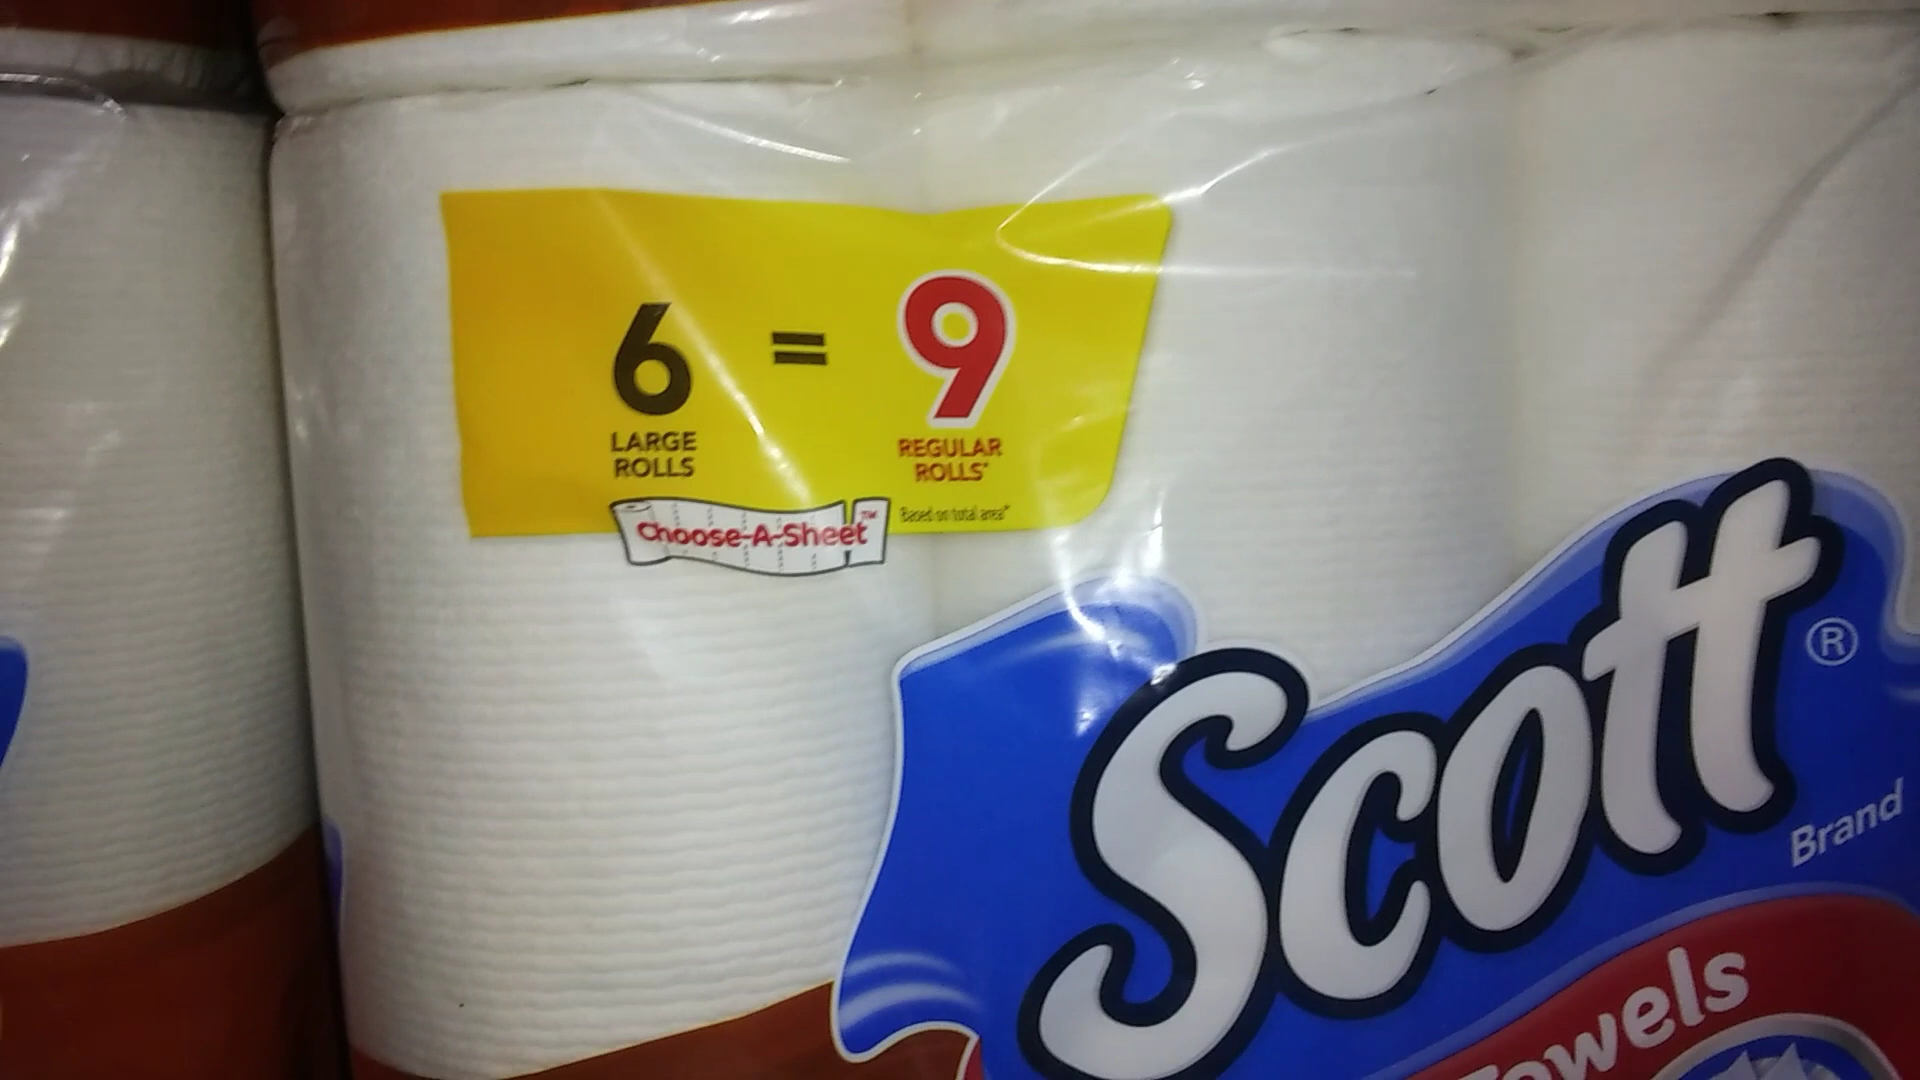 6 = 9
LARGE ROLLS
REGULAR ROLLS*
Choose-A-Sheet™
Based on total area*
Scott®
Brand
Towels